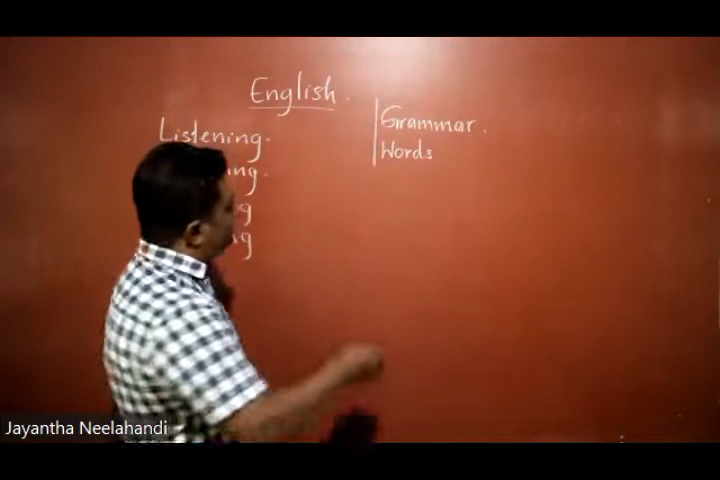 English.
Listening.
Grammar.
Words
Jayantha Neelahandi